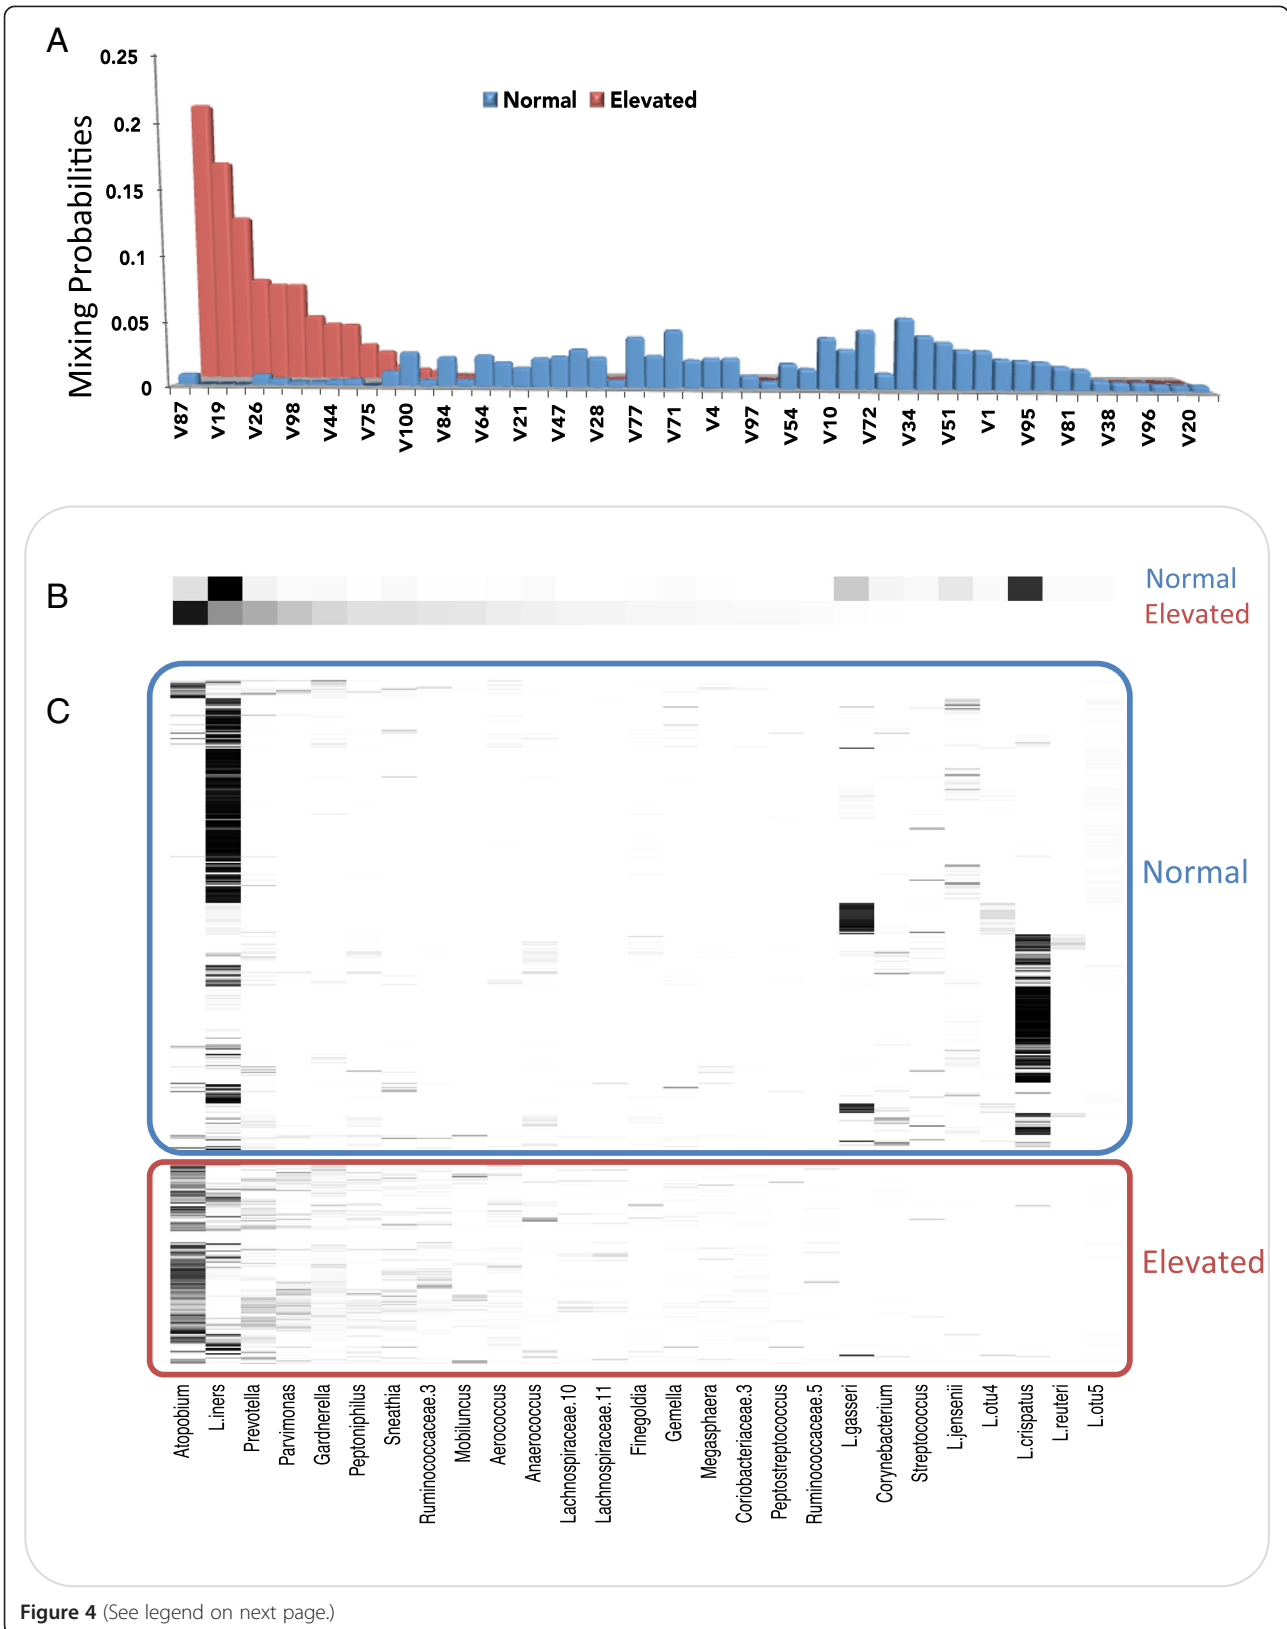 A
0.25
0.2
0.15
0.1
0.05
0
Mixing Probabilities
Normal Elevated
V87 V19 V26 V98 V44 V75 V100 V84 V64 V21 V47 V28 V77 V71 V4 V97 V54 V10 V72 V34 V51 V1 V95 V81 V38 V96 V20
B
Normal
Elevated
C
Normal
Elevated
Atopobium
L.iners
Prevotella
Parvimonas
Gardnerella
Peptoniphilus
Sneathia
Ruminococcaceae.3
Mobiluncus
Aerococcus
Anaerococcus
Lachnospiraceae.10
Lachnospiraceae.11
Finegoldia
Gemella
Megasphaera
Coriobacteriaceae.3
Peptostreptococcus
Ruminococcaceae.5
L.gasseri
Corynebacterium
Streptococcus
L.jensenii
L.otu4
L.crispatus
L.reuteri
L.otu5
Figure 4 (See legend on next page.)